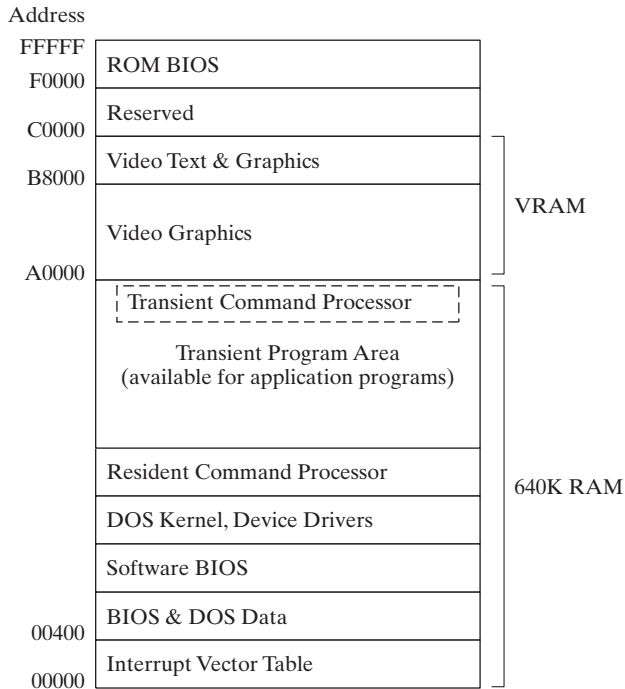 Address
FFFFF
ROM BIOS
F0000
Reserved
C0000
Video Text & Graphics
B8000
VRAM
Video Graphics
A0000
Transient Command Processor
Transient Program Area
(available for application programs)
Resident Command Processor
640K RAM
DOS Kernel, Device Drivers
Software BIOS
BIOS & DOS Data
00400
Interrupt Vector Table
00000